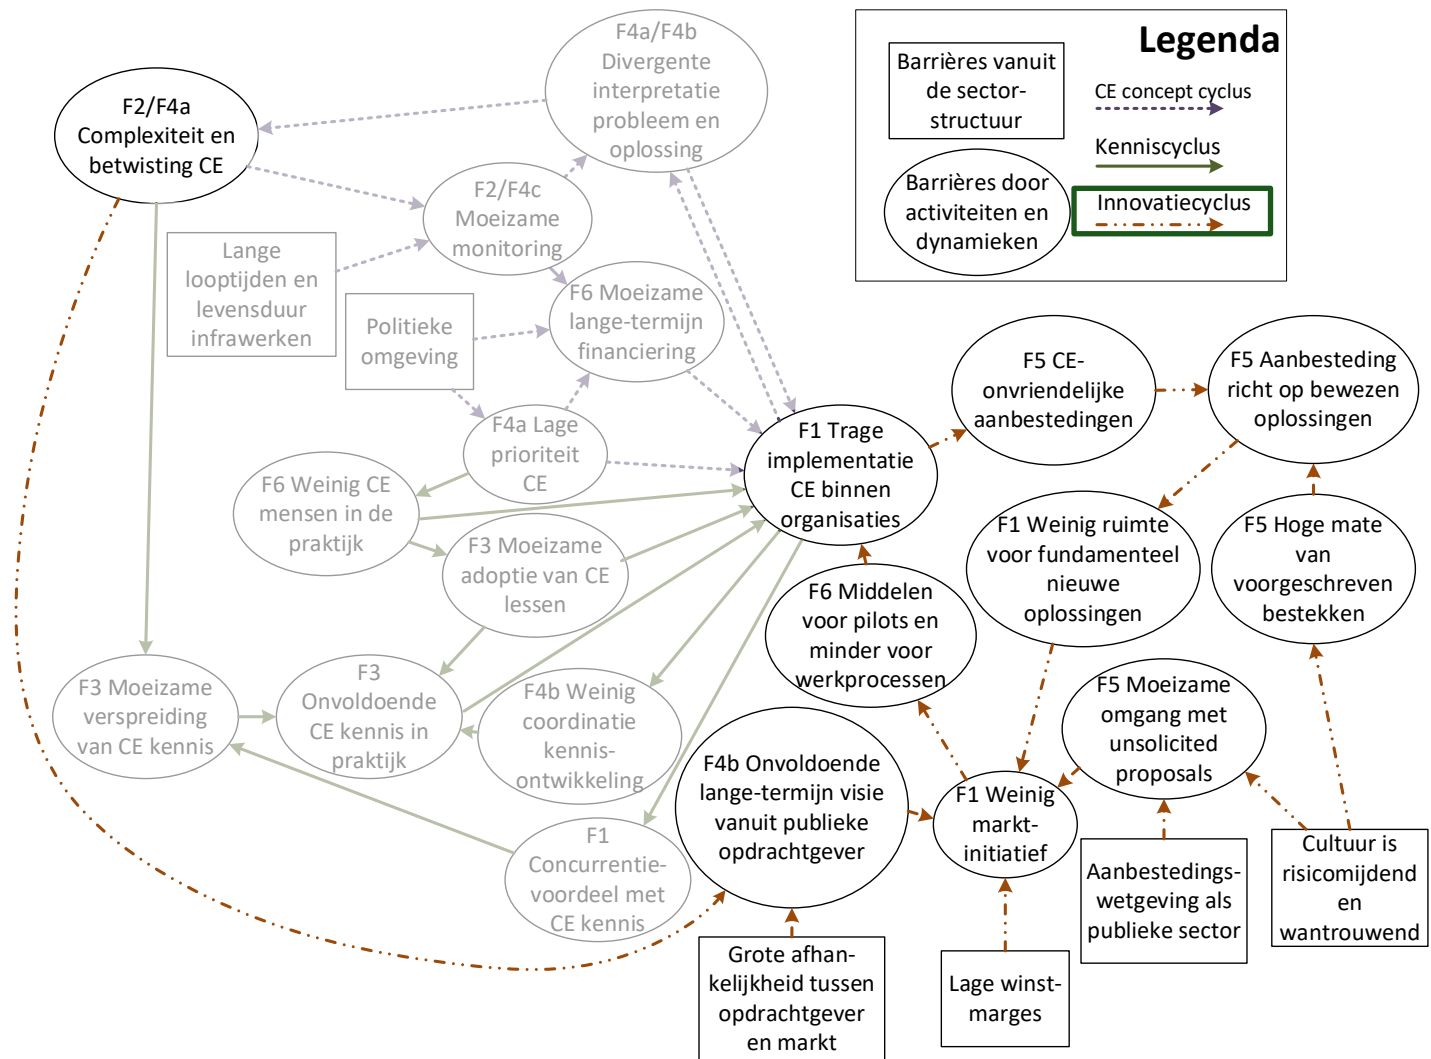 F4a/F4b
Divergente
interpretatie
probleem en
oplossing
F2/F4a
Complexiteit en
betwisting CE
F2/F4c
Moeizame
monitoring
Lange
looptijden en
levensduur
infrawerken
Politieke
omgeving
F6 Moeizame
lange-termijn
financiering
F4a Lage
prioriteit
CE
F6 Weinig CE
mensen in de
praktijk
F3 Moeizame
adoptie van CE
lessen
F3 Moeizame
verspreiding
van CE kennis
F3
Onvoldoende
CE kennis in
praktijk
F4b Weinig
coordinatie
kennis-
ontwikkeling
F1
Concurrentie-
voordeel met
CE kennis
Legenda
Barrières vanuit
de sector-
structuur
Barrières door
activiteiten en
dynamieken
CE concept cyclus
Kenniscyclus
Innovatiecyclus
F1 Trage
implementatie
CE binnen
organisaties
F5 CE-
onvriendelijke
aanbestedingen
F5 Aanbesteding
richt op bewezen
oplossingen
F1 Weinig ruimte
voor fundamenteel
nieuwe
oplossingen
F5 Hoge mate
van
voorgeschreven
bestekken
F6 Middelen
voor pilots en
minder voor
werkprocessen
F5 Moeizame
omgang met
unsolicited
proposals
F4b Onvoldoende
lange-termijn visie
vanuit publieke
opdrachtgever
F1 Weinig
markt-
initiatief
Grote afhan-
kelijkheid tussen
opdrachtgever
en markt
Lage winst-
marges
Aanbestedings-
wetgeving als
publieke sector
Cultuur is
risicomijdend
en
wantrouwend